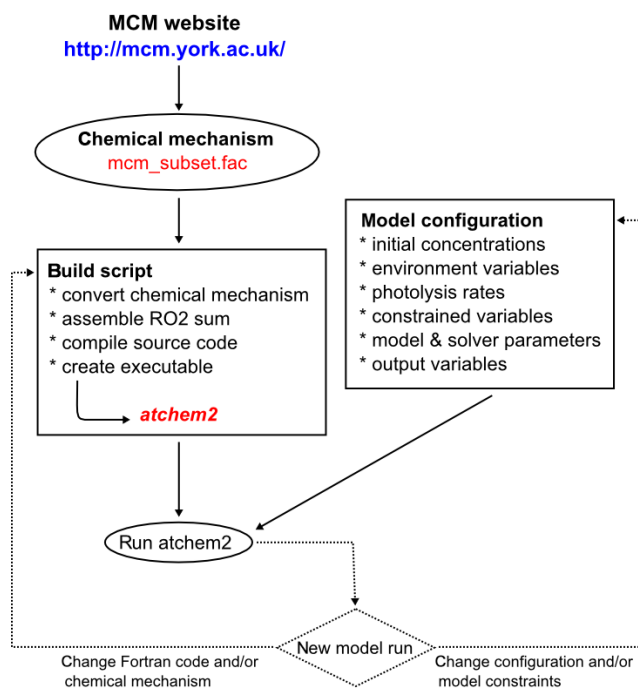 MCM website
http://mcm.york.ac.uk/
Chemical mechanism
mcm_subset.fac
Build script
* convert chemical mechanism
* assemble RO2 sum
* compile source code
* create executable
atchem2
Model configuration
* initial concentrations
* environment variables
* photolysis rates
* constrained variables
* model & solver parameters
* output variables
Run atchem2
New model run
Change Fortran code and/or
chemical mechanism
Change configuration and/or
model constraints